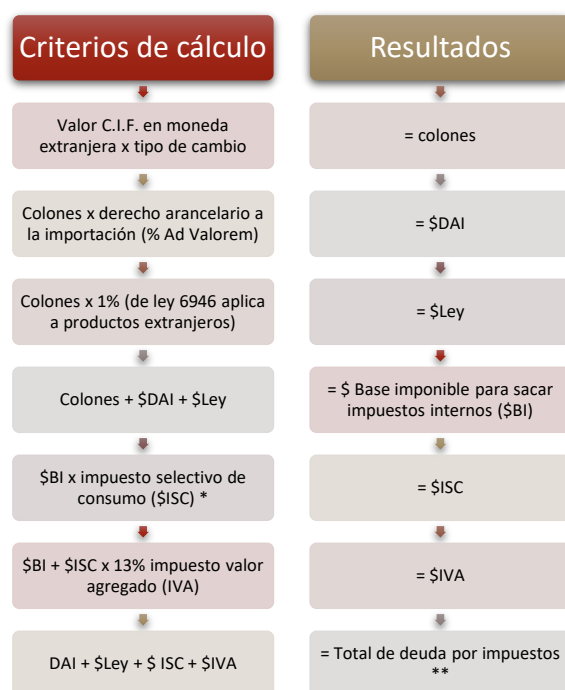 Criterios de cálculo
Valor C.I.F. en moneda
extranjera x tipo de cambio
Colones x derecho arancelario a
la importación (% Ad Valorem)
Colones x 1% (de ley 6946 aplica
a productos extranjeros)
Colones + $DAI + $Ley
$BI x impuesto selectivo de
consumo ($ISC) *
$BI + $ISC x 13% impuesto valor
agregado (IVA)
DAI + $Ley + $ ISC + $IVA
Resultados
= colones
= $DAI
= $Ley
= $ Base imponible para sacar
impuestos internos ($BI)
= $ISC
= $IVA
= Total de deuda por impuestos
**